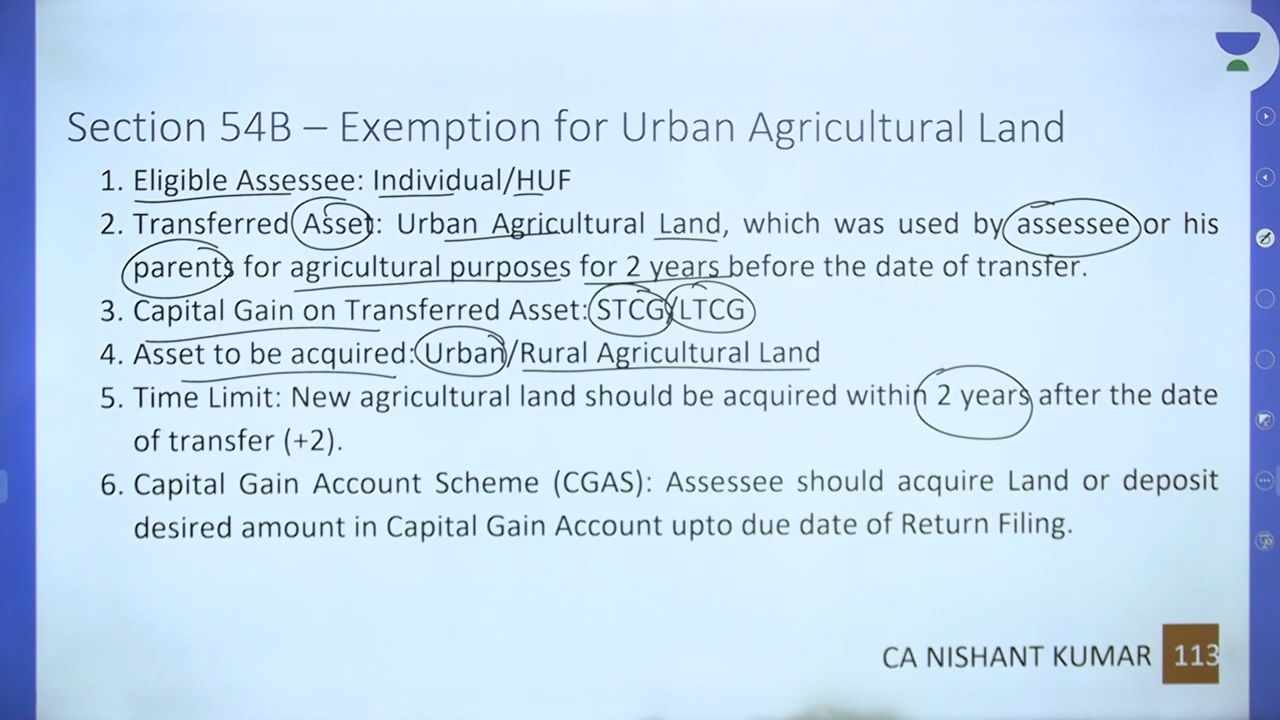 Section 54B – Exemption for Urban Agricultural Land
1. Eligible Assessee: Individual/HUF
2. Transferred Asset: Urban Agricultural Land, which was used by assessee or his
parents for agricultural purposes for 2 years before the date of transfer.
3. Capital Gain on Transferred Asset: STCG/LTCG
4. Asset to be acquired: Urban/Rural Agricultural Land
5. Time Limit: New agricultural land should be acquired within 2 years after the date
of transfer (+2).
6. Capital Gain Account Scheme (CGAS): Assessee should acquire Land or deposit
desired amount in Capital Gain Account upto due date of Return Filing.
CA NISHANT KUMAR 113